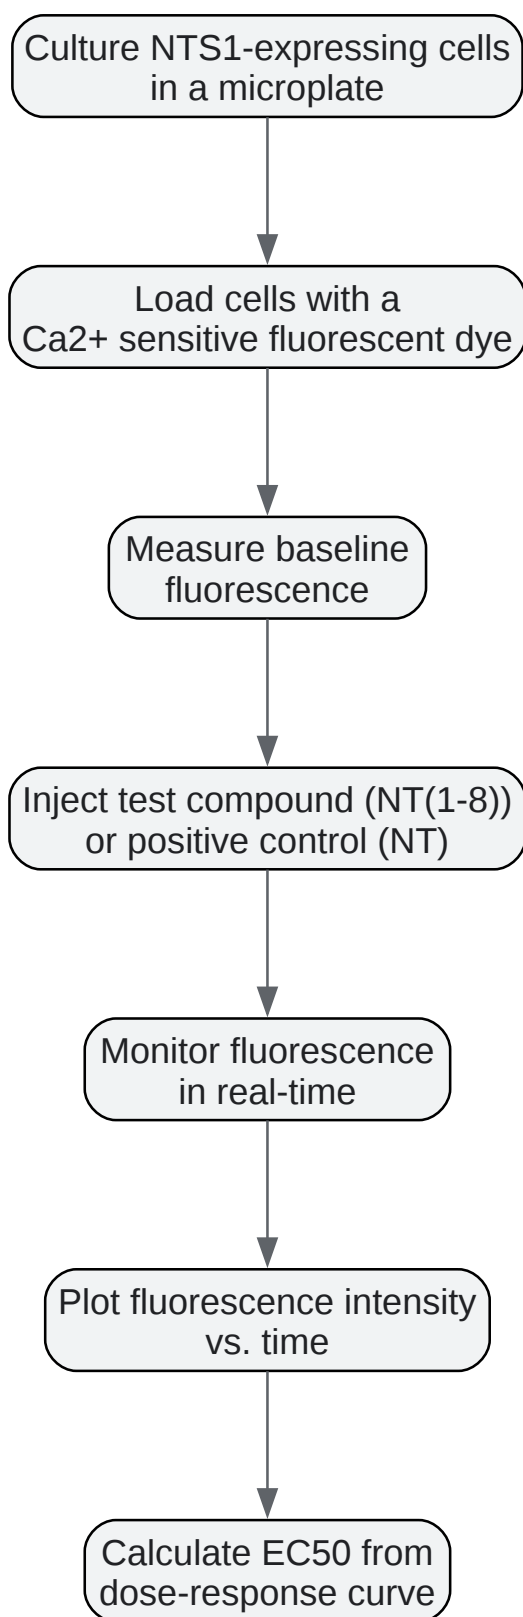 Culture NTS1-expressing cells
in a microplate
Load cells with a
Ca2+ sensitive fluorescent dye
Measure baseline
fluorescence
Inject test compound (NT(1-8))
or positive control (NT)
Monitor fluorescence
in real-time
Plot fluorescence intensity
vs. time
Calculate EC50 from
dose-response curve